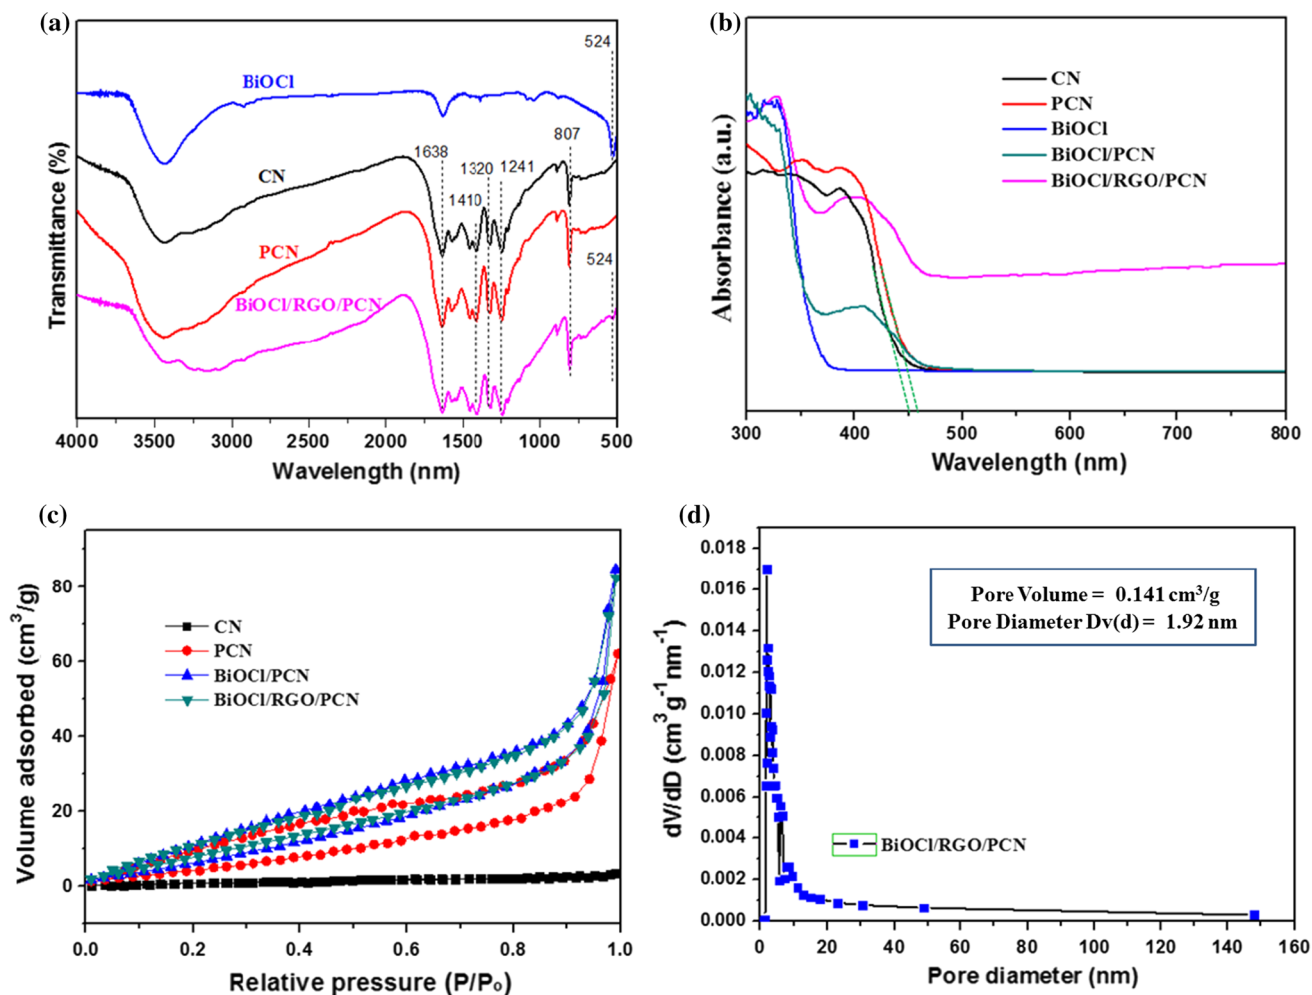 (a)
524
BiOCl
807
1638
1320
1241
CN
1410
PCN
524
BiOCl/RGO/PCN
Transmittance (%)
4000 3500 3000 2500 2000 1500 1000 500
Wavelength (nm)
(b)
CN
PCN
BiOCl
BiOCl/PCN
BiOCl/RGO/PCN
Absorbance (a.u.)
300 400 500 600 700 800
Wavelength (nm)
(c)
80
60
40
20
0
CN
PCN
BiOCl/PCN
BiOCl/RGO/PCN
Volume adsorbed (cm³/g)
0.0 0.2 0.4 0.6 0.8 1.0
Relative pressure (P/P₀)
(d)
0.018
0.016
0.014
0.012
0.010
0.008
0.006
0.004
0.002
0.000
Pore Volume = 0.141 cm³/g
Pore Diameter Dv(d) = 1.92 nm
BiOCl/RGO/PCN
dV/dD (cm³g⁻¹nm⁻¹)
0 20 40 60 80 100 120 140 160
Pore diameter (nm)